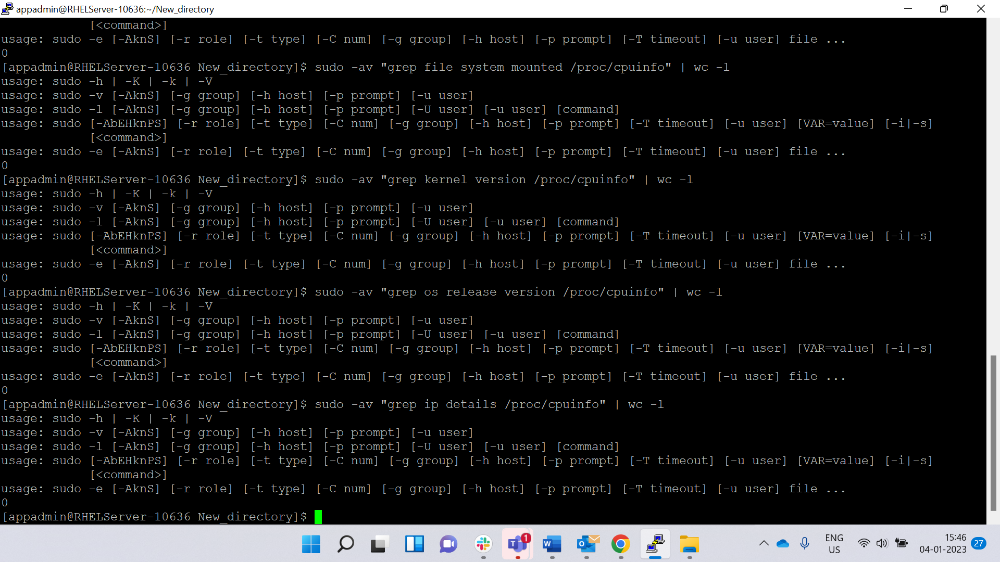 appadmin@RHELServer-10636:~/New_directory
[<command>]
usage: sudo -e [-AknS] [-r role] [-t type] [-C num] [-g group] [-h host] [-p prompt] [-T timeout] [-u user] file ...
0
[appadmin@RHELServer-10636 New_directory]$ sudo -av "grep file system mounted /proc/cpuinfo" | wc -l
usage: sudo -h | -K | -k | -V
usage: sudo -v [-AknS] [-g group] [-h host] [-p prompt] [-u user]
usage: sudo -l [-AknS] [-g group] [-h host] [-p prompt] [-U user] [-u user] [command]
usage: sudo [-AbEHknPS] [-r role] [-t type] [-C num] [-g group] [-h host] [-p prompt] [-T timeout] [-u user] [VAR=value] [-i|-s]
[<command>]
usage: sudo -e [-AknS] [-r role] [-t type] [-C num] [-g group] [-h host] [-p prompt] [-T timeout] [-u user] file ...
0
[appadmin@RHELServer-10636 New_directory]$ sudo -av "grep kernel version /proc/cpuinfo" | wc -l
usage: sudo -h | -K | -k | -V
usage: sudo -v [-AknS] [-g group] [-h host] [-p prompt] [-u user]
usage: sudo -l [-AknS] [-g group] [-h host] [-p prompt] [-U user] [-u user] [command]
usage: sudo [-AbEHknPS] [-r role] [-t type] [-C num] [-g group] [-h host] [-p prompt] [-T timeout] [-u user] [VAR=value] [-i|-s]
[<command>]
usage: sudo -e [-AknS] [-r role] [-t type] [-C num] [-g group] [-h host] [-p prompt] [-T timeout] [-u user] file ...
0
[appadmin@RHELServer-10636 New_directory]$ sudo -av "grep os release version /proc/cpuinfo" | wc -l
usage: sudo -h | -K | -k | -V
usage: sudo -v [-AknS] [-g group] [-h host] [-p prompt] [-u user]
usage: sudo -l [-AknS] [-g group] [-h host] [-p prompt] [-U user] [-u user] [command]
usage: sudo [-AbEHknPS] [-r role] [-t type] [-C num] [-g group] [-h host] [-p prompt] [-T timeout] [-u user] [VAR=value] [-i|-s]
[<command>]
usage: sudo -e [-AknS] [-r role] [-t type] [-C num] [-g group] [-h host] [-p prompt] [-T timeout] [-u user] file ...
0
[appadmin@RHELServer-10636 New_directory]$ sudo -av "grep ip details /proc/cpuinfo" | wc -l
usage: sudo -h | -K | -k | -V
usage: sudo -v [-AknS] [-g group] [-h host] [-p prompt] [-u user]
usage: sudo -l [-AknS] [-g group] [-h host] [-p prompt] [-U user] [-u user] [command]
usage: sudo [-AbEHknPS] [-r role] [-t type] [-C num] [-g group] [-h host] [-p prompt] [-T timeout] [-u user] [VAR=value] [-i|-s]
[<command>]
usage: sudo -e [-AknS] [-r role] [-t type] [-C num] [-g group] [-h host] [-p prompt] [-T timeout] [-u user] file ...
0
[appadmin@RHELServer-10636 New_directory]$
T 1
W
O
ENG
US
15:46
04-01-2023
27